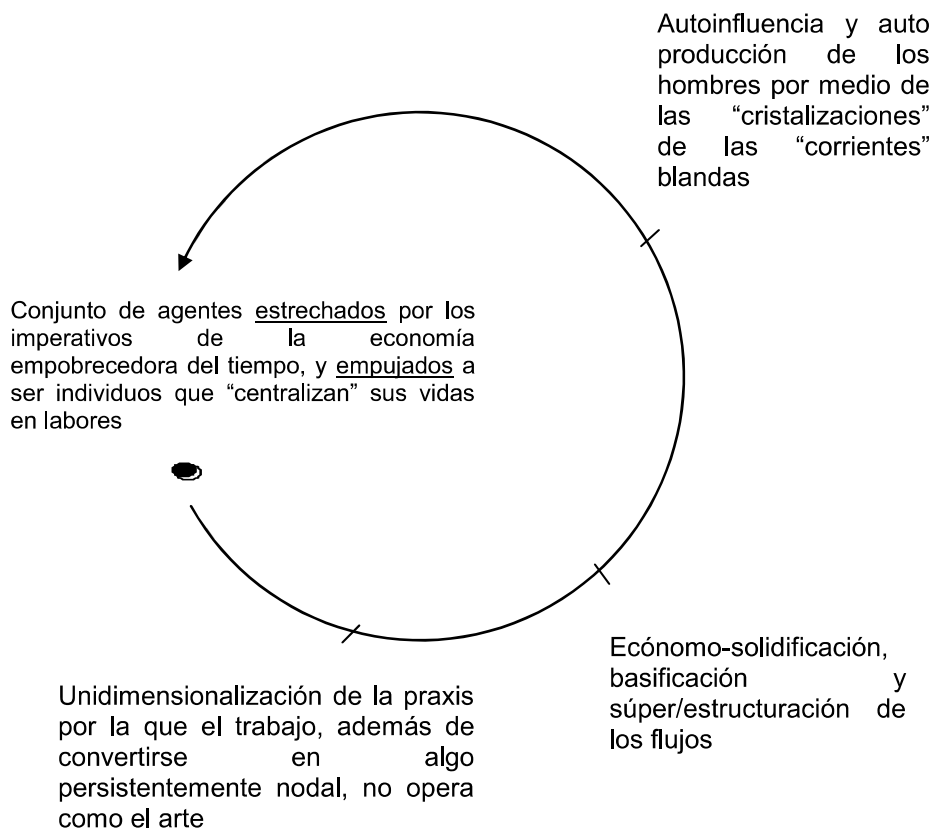 Autoinfluencia y auto
producción de los
hombres por medio de
las “cristalizaciones”
de las “corrientes”
blandas
Conjunto de agentes estrechados por los
imperativos de la economía
empobrecedora del tiempo, y empujados a
ser individuos que “centralizan” sus vidas
en labores
Ecónomo-solidificación,
basificación y
súper/estructuración de
los flujos
Unidimensionalización de la praxis
por la que el trabajo, además de
convertirse en algo
persistentemente nodal, no opera
como el arte